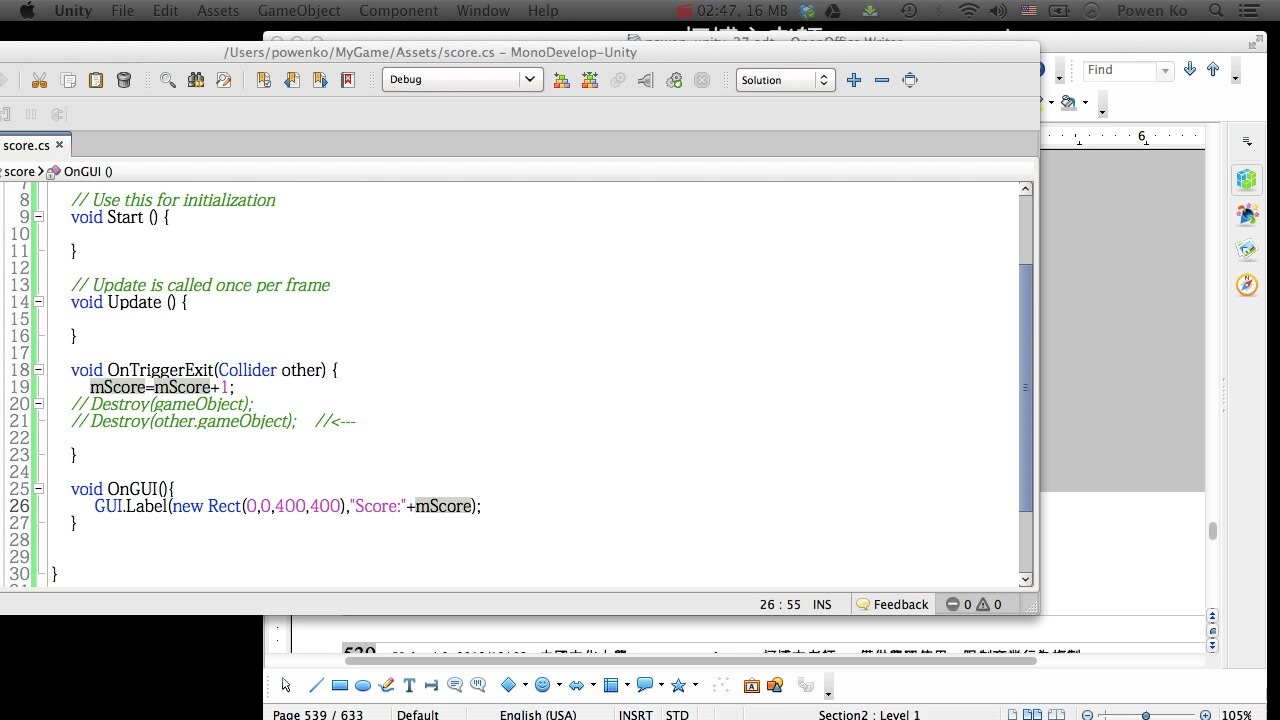 Unity File Edit Assets GameObject Component Window Help 02:47, 16 MB Powen Ko
/Users/powenko/MyGame/Assets/score.cs – MonoDevelop-Unity
Debug Solution Find
score.cs
6
score OnGUI ()
7
8 // Use this for initialization
9 void Start () {
10
11 }
12
13 // Update is called once per frame
14 void Update () {
15
16 }
17
18 void OnTriggerExit(Collider other) {
19 mScore=mScore+1;
20 // Destroy(gameObject);
21 // Destroy(other.gameObject); //<---
22
23 }
24
25 void OnGUI(){
26 GUI.Label(new Rect(0,0,400,400),"Score:"+mScore);
27 }
28
29
30 }
26 : 55 INS Feedback 0 0
Page 539 / 633 Default English (USA) INSRT STD Section2 : Level 1 105%